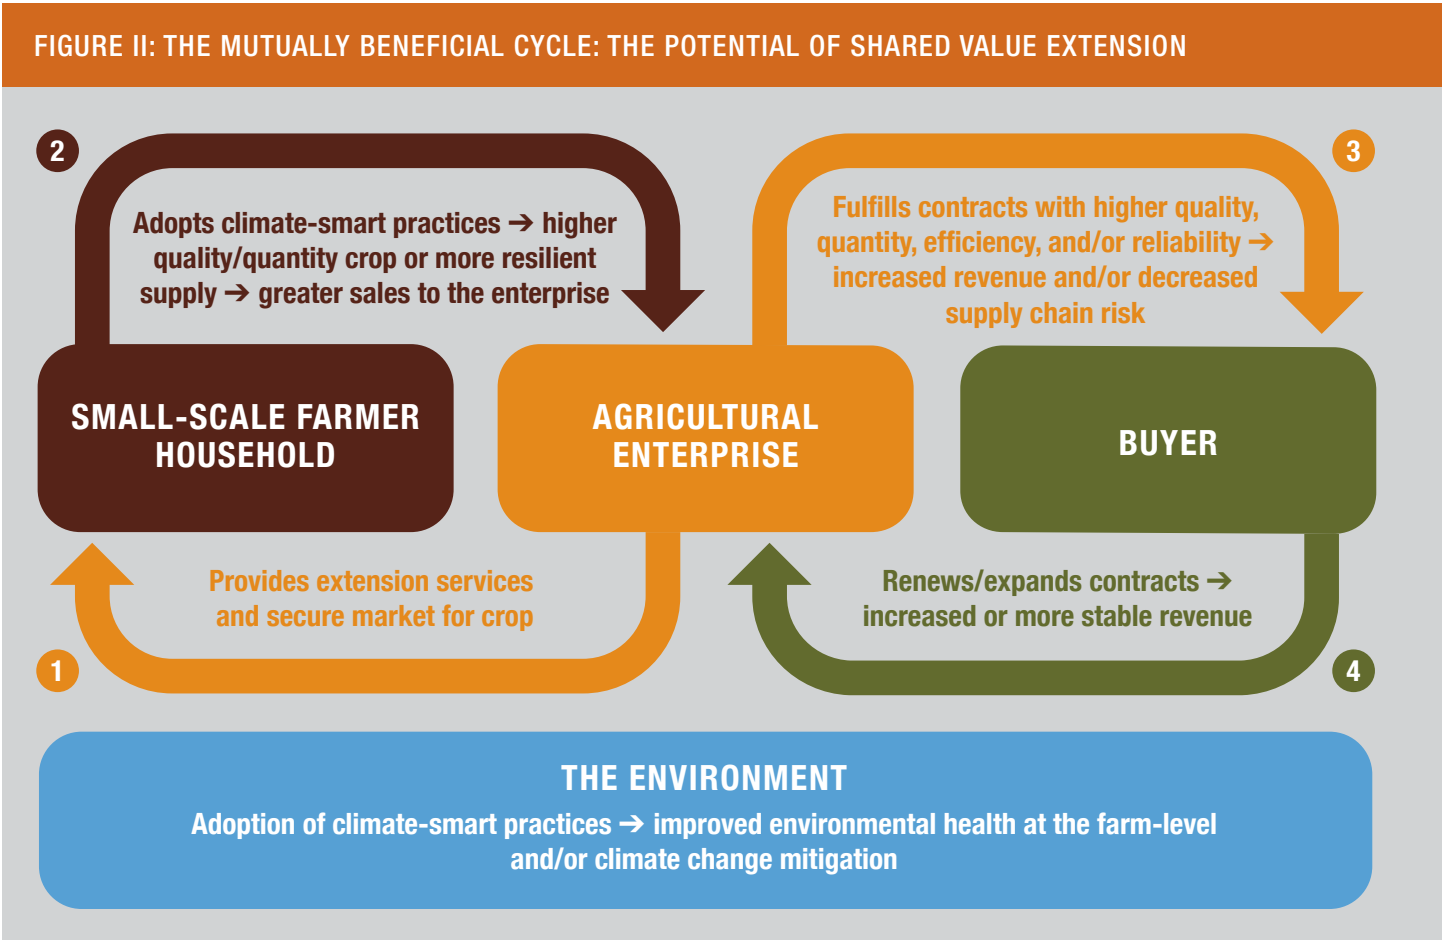 FIGURE II: THE MUTUALLY BENEFICIAL CYCLE: THE POTENTIAL OF SHARED VALUE EXTENSION
2
Adopts climate-smart practices ➔ higher
quality/quantity crop or more resilient
supply ➔ greater sales to the enterprise
3
Fulfills contracts with higher quality,
quantity, efficiency, and/or reliability ➔
increased revenue and/or decreased
supply chain risk
SMALL-SCALE FARMER
HOUSEHOLD
AGRICULTURAL
ENTERPRISE
BUYER
1
Provides extension services
and secure market for crop
Renews/expands contracts ➔
increased or more stable revenue
4
THE ENVIRONMENT
Adoption of climate-smart practices ➔ improved environmental health at the farm-level
and/or climate change mitigation